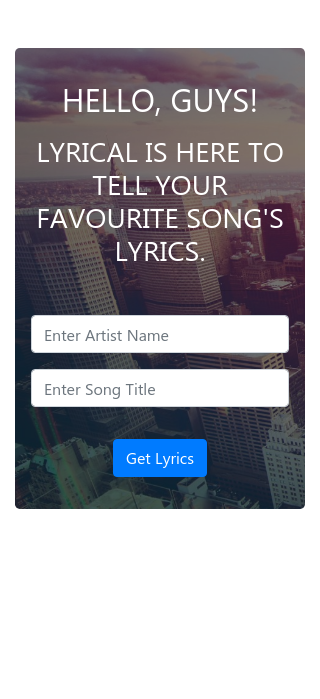 HELLO, GUYS!
LYRICAL IS HERE TO
TELL YOUR
FAVOURITE SONG'S
LYRICS.
Enter Artist Name
Enter Song Title
Get Lyrics